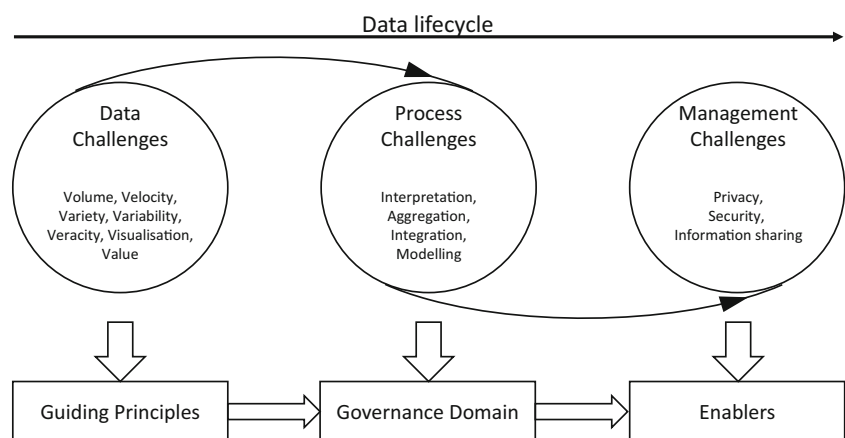 Data lifecycle
Data
Challenges
Volume, Velocity,
Variety, Variability,
Veracity, Visualisation,
Value
Process
Challenges
Interpretation,
Aggregation,
Integration,
Modelling
Management
Challenges
Privacy,
Security,
Information sharing
Guiding Principles
Governance Domain
Enablers